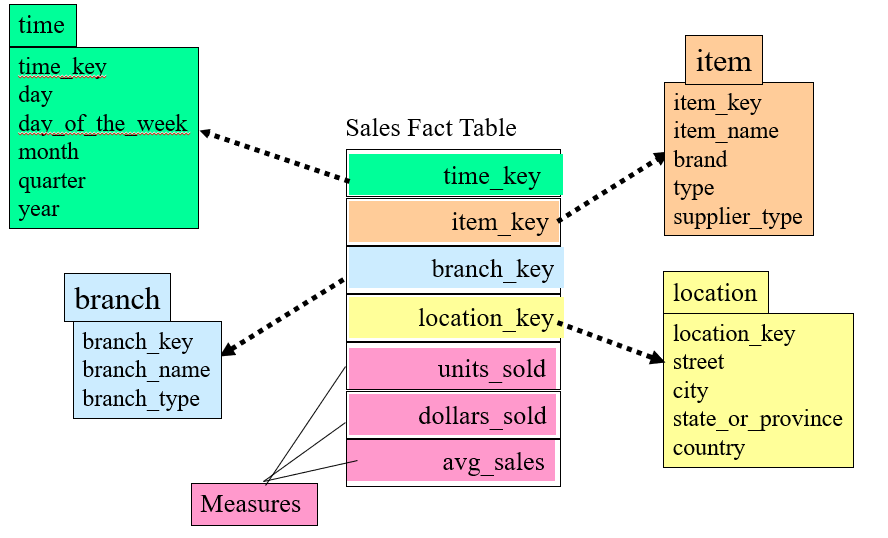 time
time_key
day
day_of_the_week
month
quarter
year
item
item_key
item_name
brand
type
supplier_type
Sales Fact Table
time_key
item_key
branch_key
location_key
units_sold
dollars_sold
avg_sales
branch
branch_key
branch_name
branch_type
location
location_key
street
city
state_or_province
country
Measures